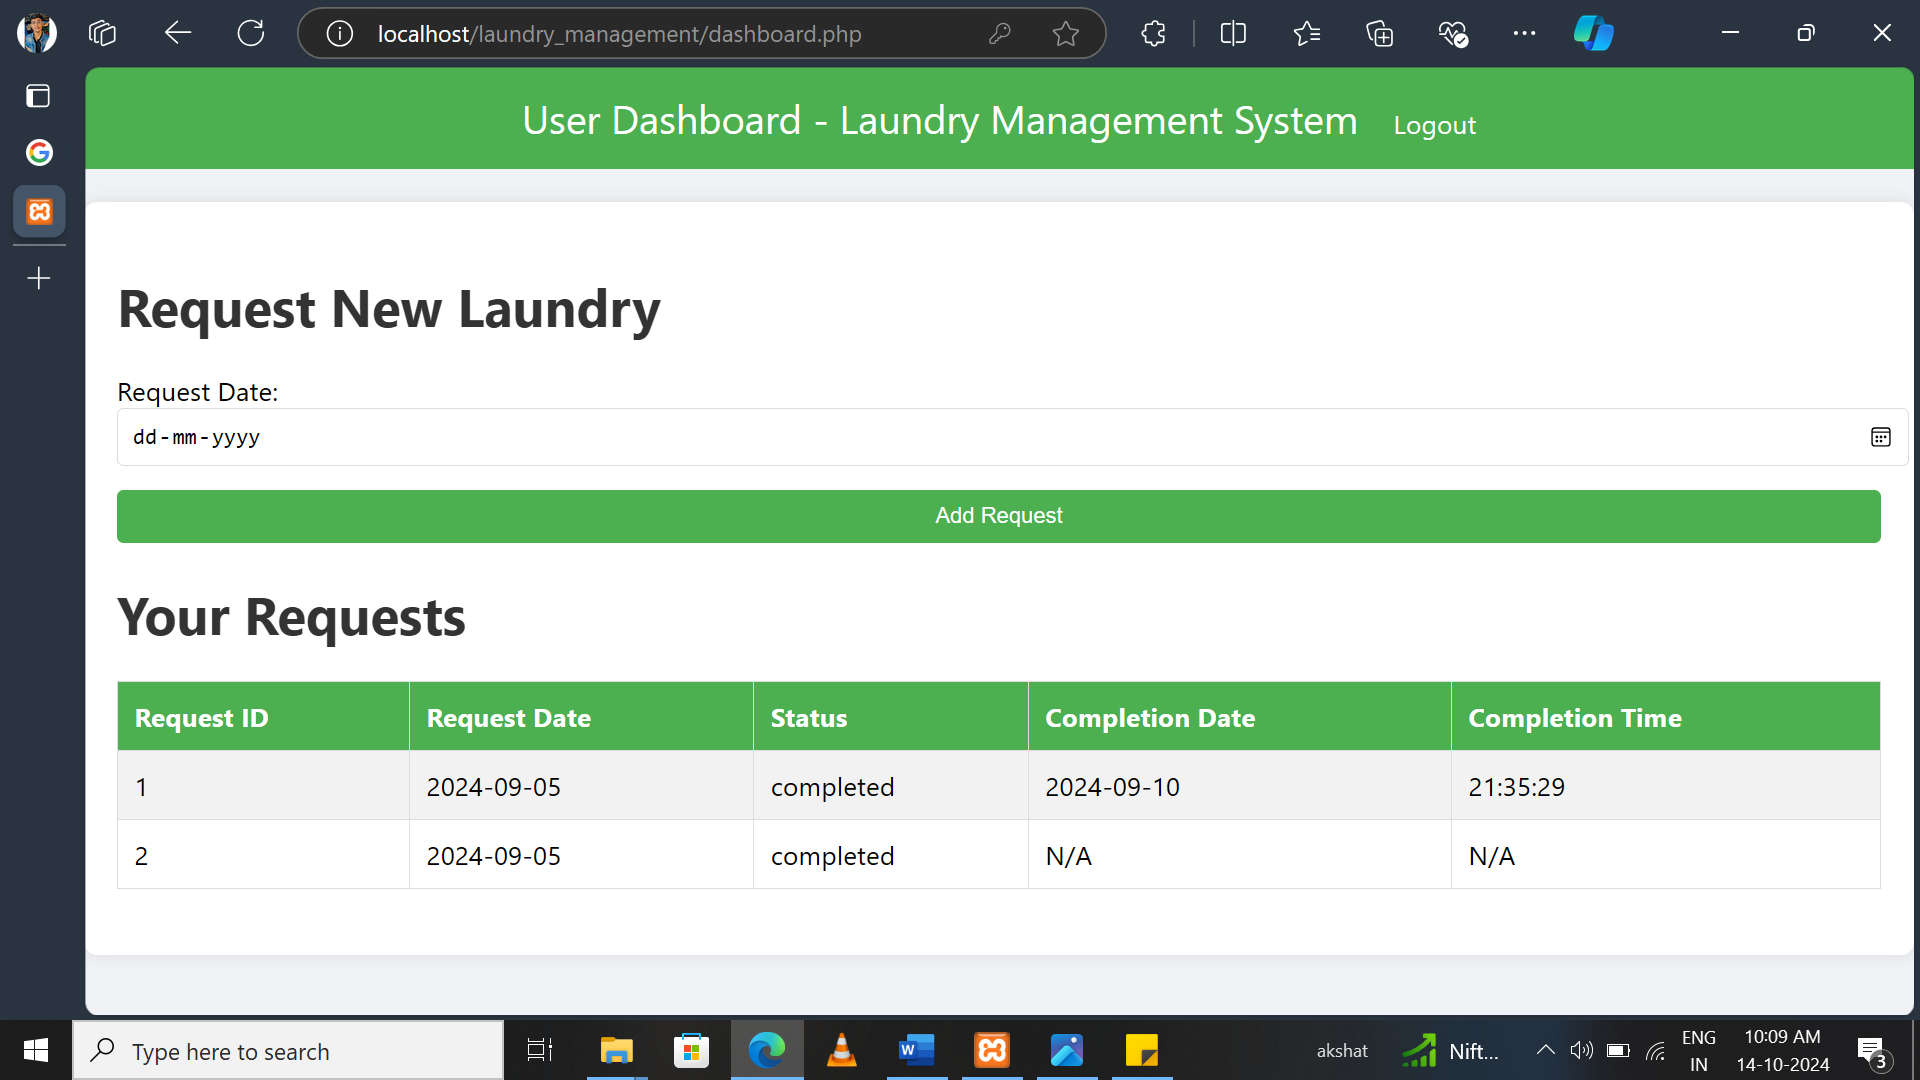 localhost/laundry_management/dashboard.php
User Dashboard - Laundry Management System Logout
Request New Laundry
Request Date:
dd-mm-yyyy
Add Request
Your Requests
Request ID Request Date Status Completion Date Completion Time
1 2024-09-05 completed 2024-09-10 21:35:29
2 2024-09-05 completed N/A N/A
Type here to search
akshat
Nift...
ENG
IN
10:09 AM
14-10-2024
3